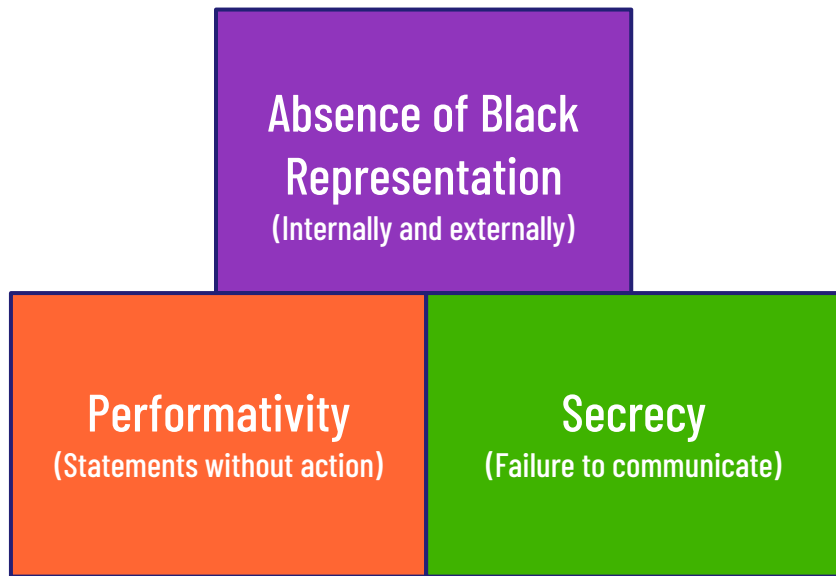 Absence of Black
Representation
(Internally and externally)
Performativity
(Statements without action)
Secrecy
(Failure to communicate)